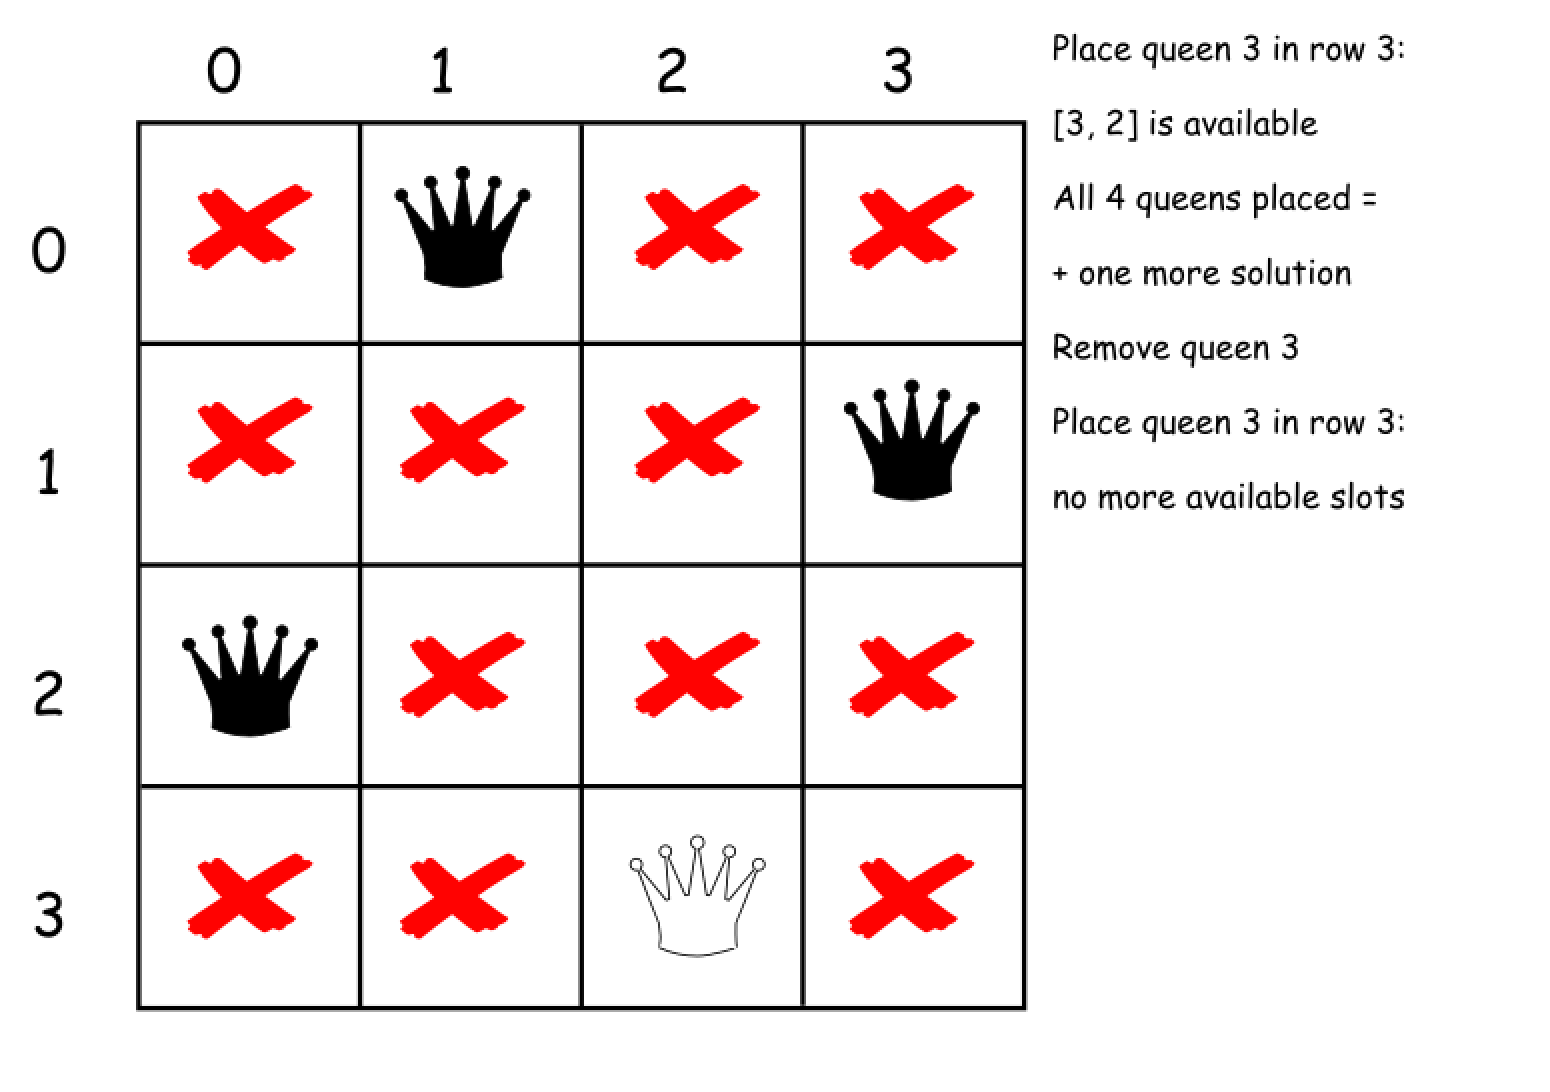 0 1 2 3
Place queen 3 in row 3:
[3, 2] is available
All 4 queens placed =
+ one more solution
Remove queen 3
Place queen 3 in row 3:
no more available slots
0
1
2
3